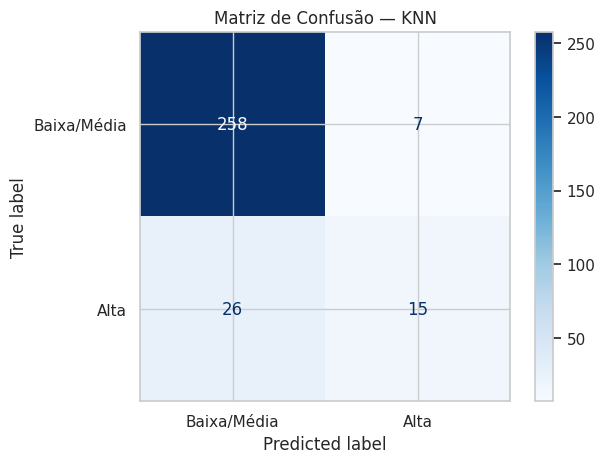 Matriz de Confusão — KNN
Baixa/Média
258
7
Alta
26
15
Baixa/Média
Alta
Predicted label
True label
250
200
150
100
50